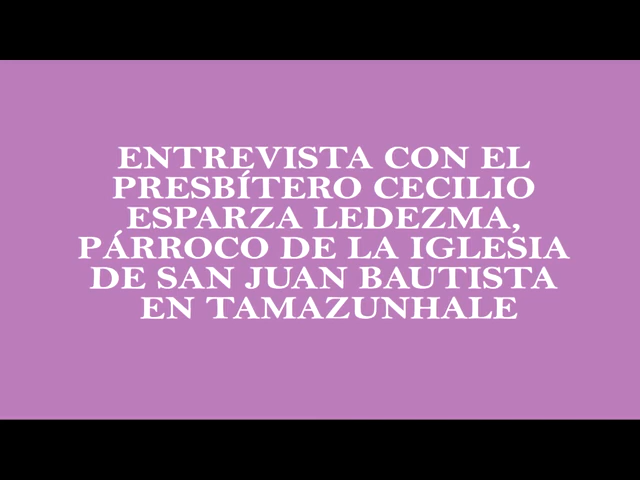 ENTREVISTA CON EL
PRESBÍTERO CECILIO
ESPARZA LEDEZMA,
PÁRROCO DE LA IGLESIA
DE SAN JUAN BAUTISTA
EN TAMAZUNHALE